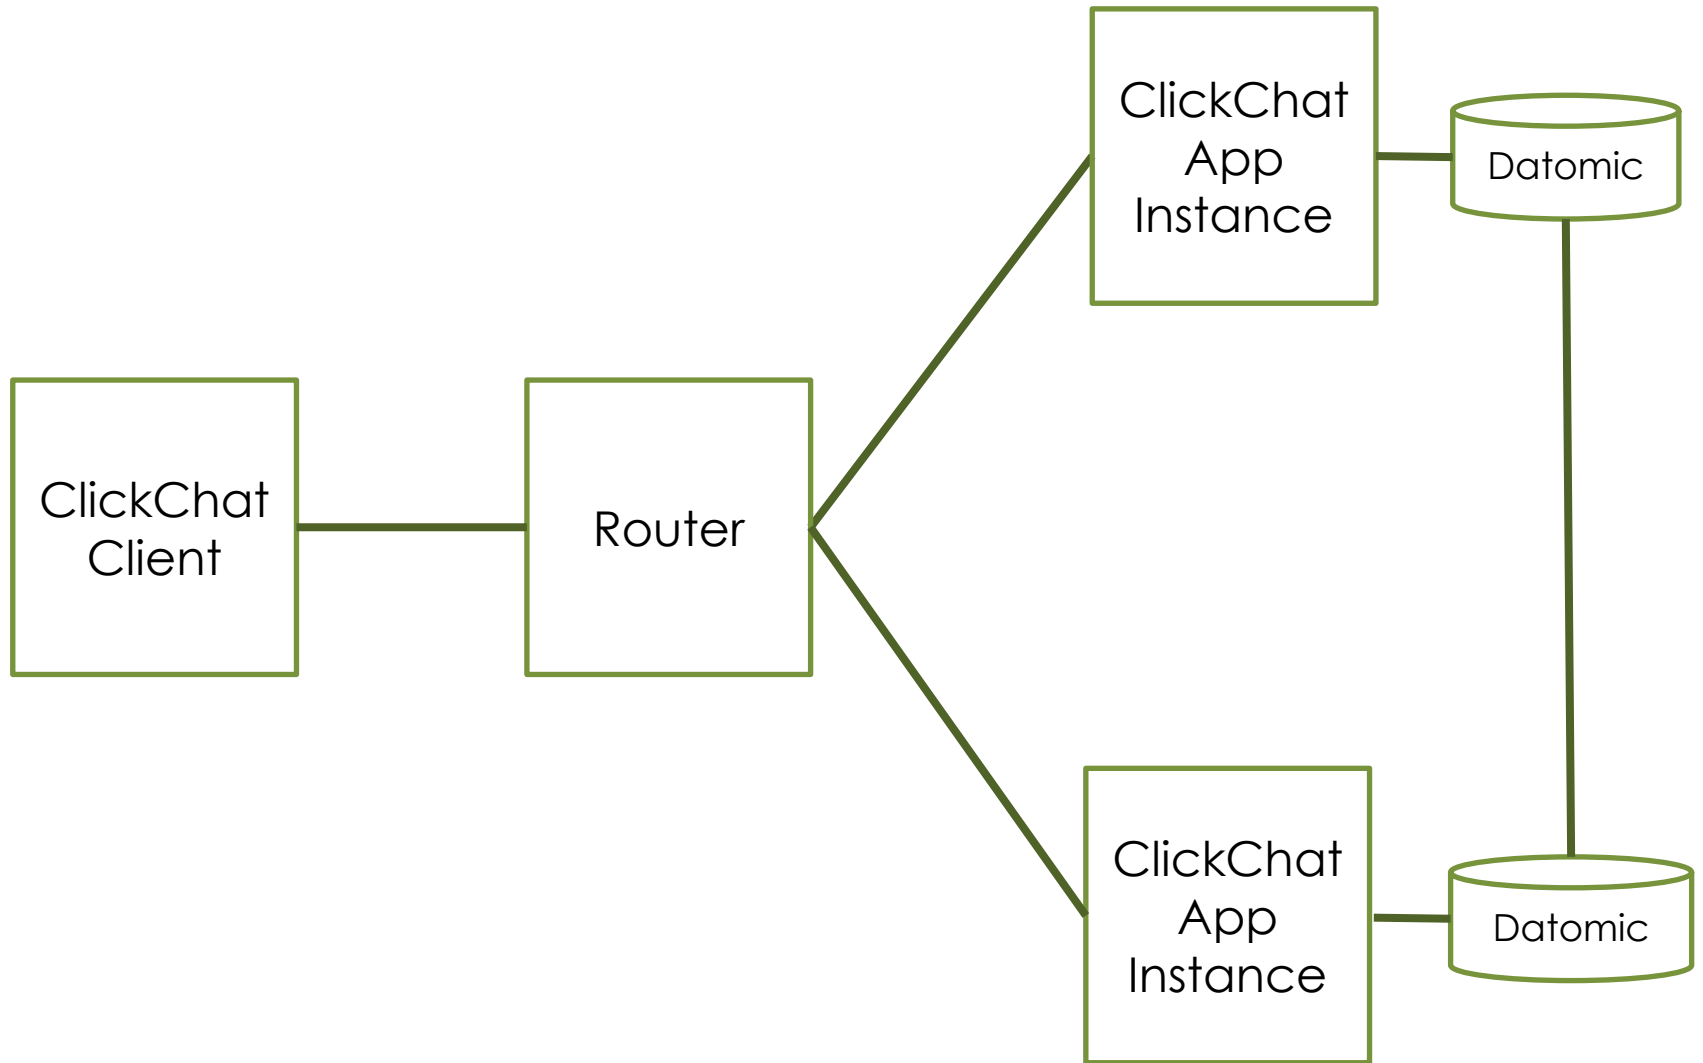 ClickChat
Client
Router
ClickChat
App
Instance
Datomic
ClickChat
App
Instance
Datomic